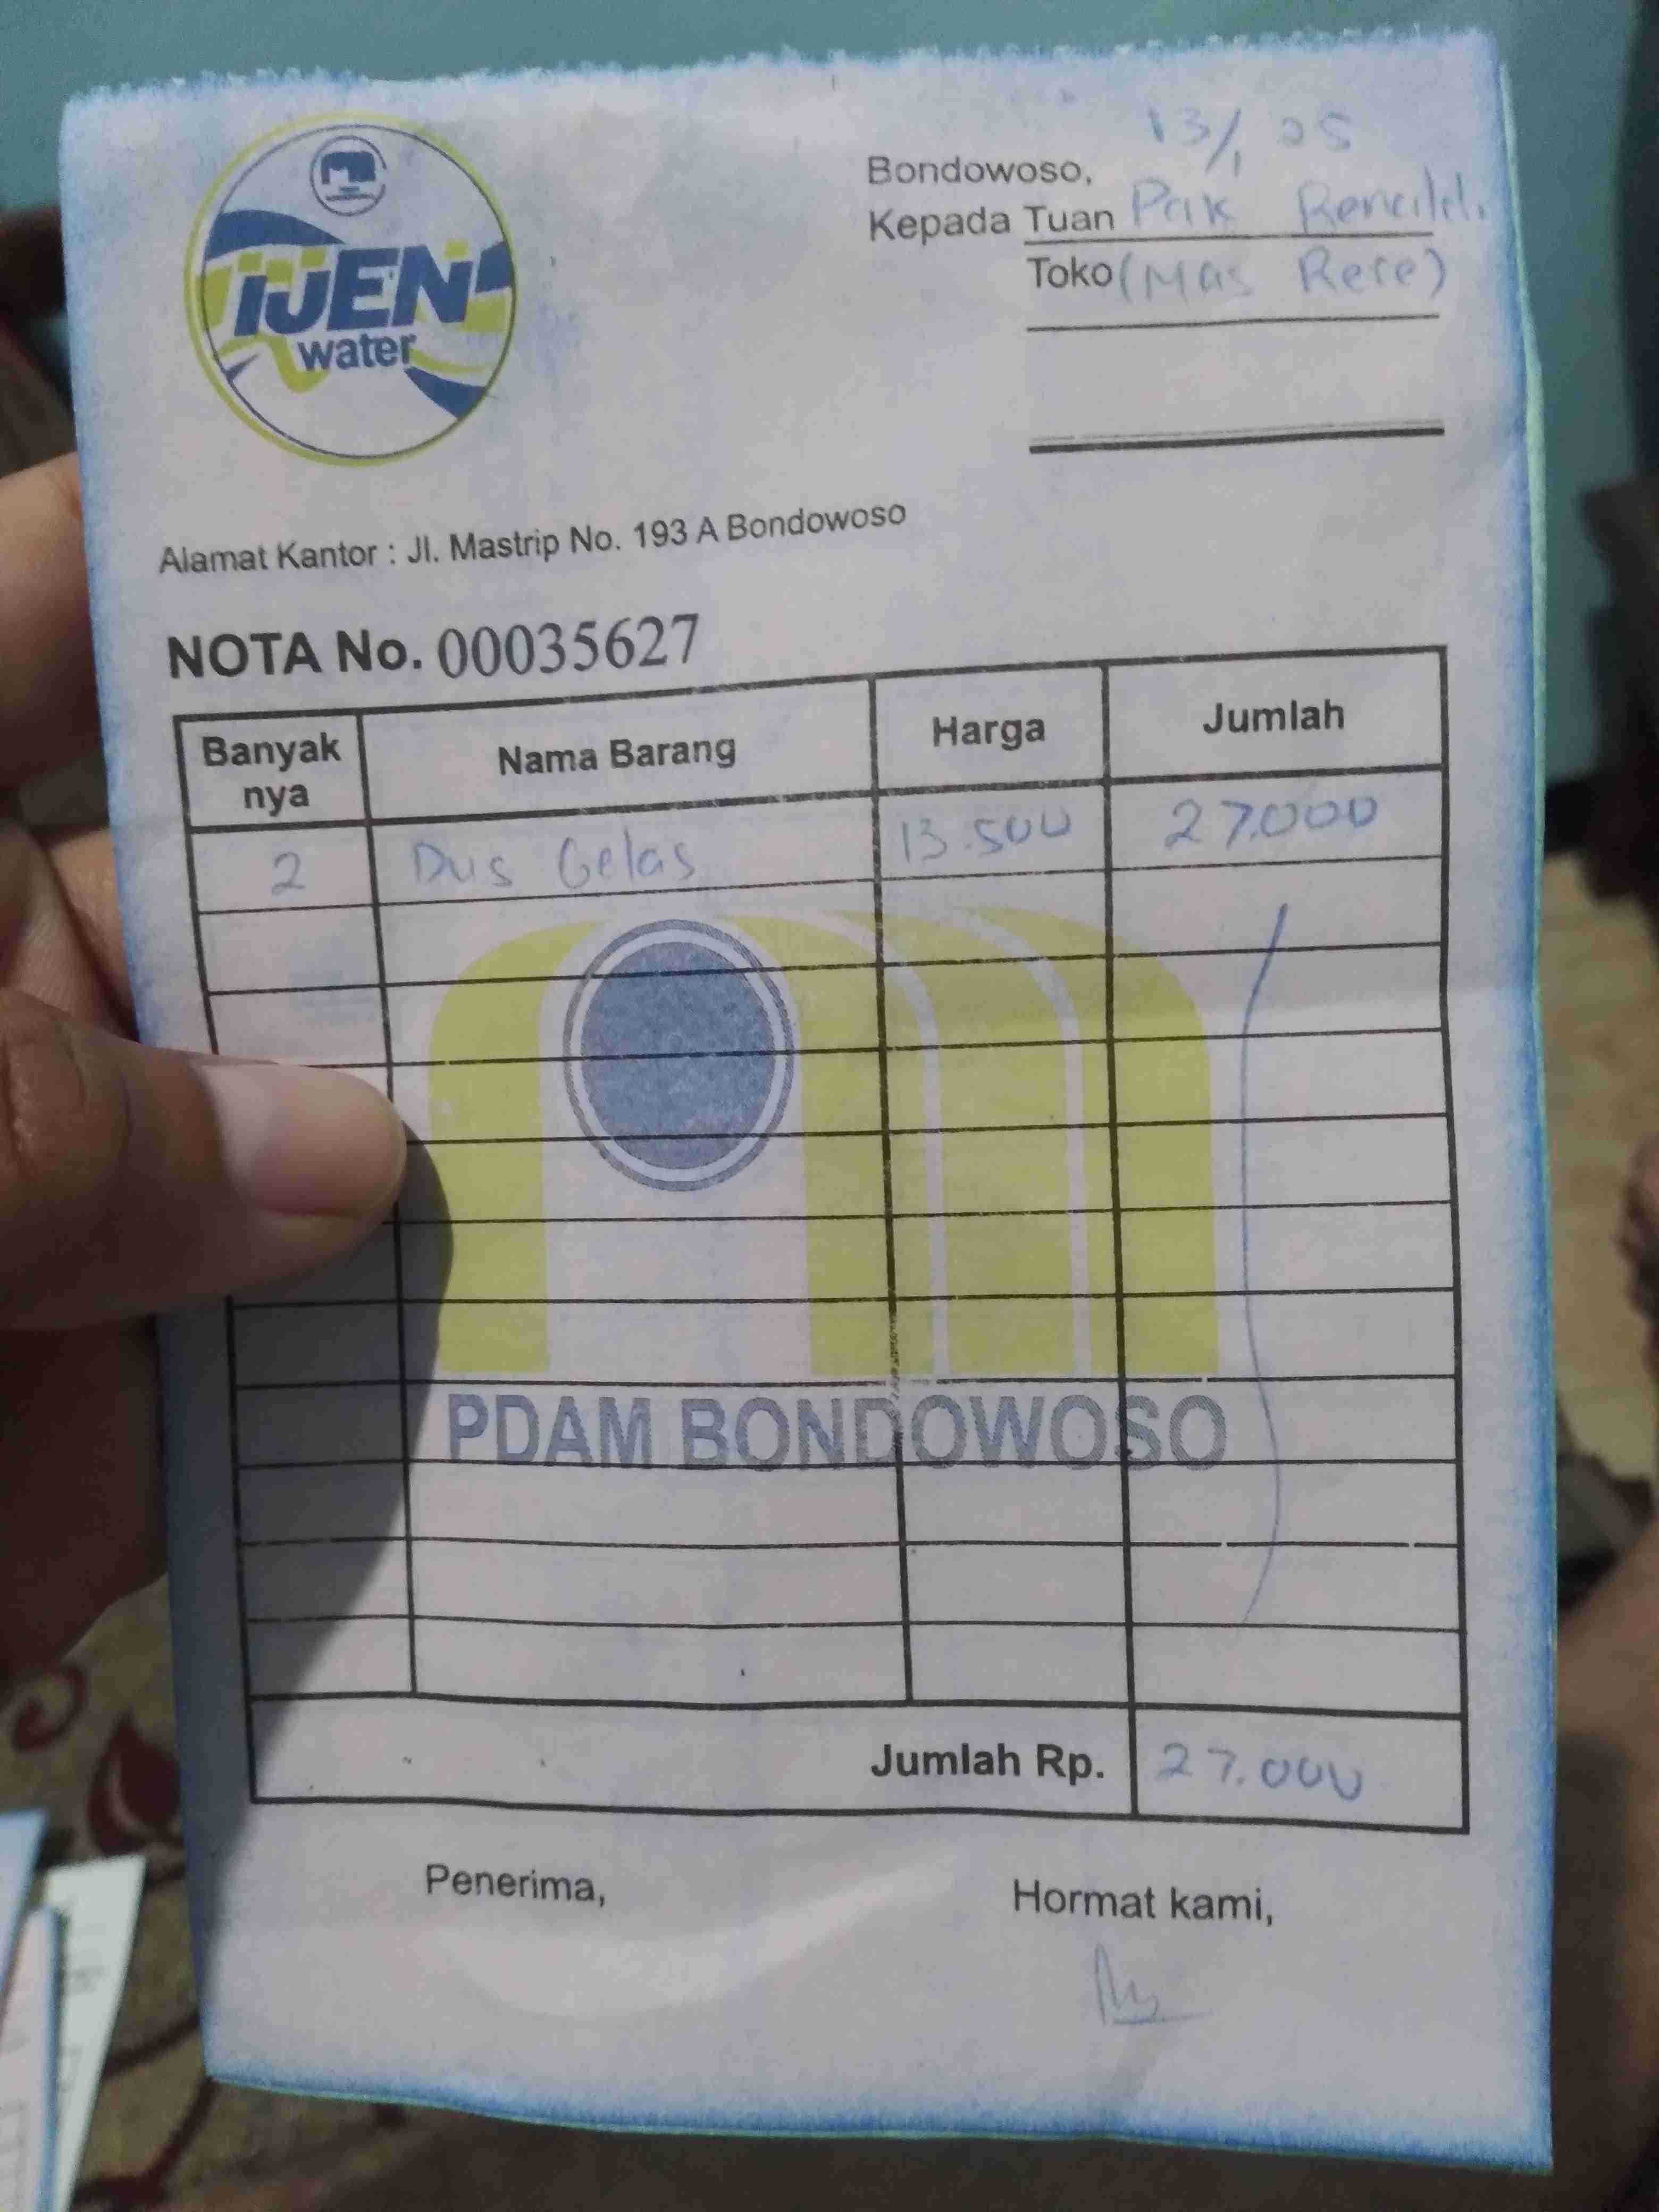 iJEN
water
Bondowoso, 13/1 25
Kepada Tuan Pak
Toko (Mas Rere)
Alamat Kantor : Jl. Mastrip No. 193 A Bondowoso
NOTA No. 00035627
Banyak nya Nama Barang Harga Jumlah
2 Dus Gelas 13.500 27.000
PDAM BONDOWOSO
Jumlah Rp. 27.000
Penerima, Hormat kami,